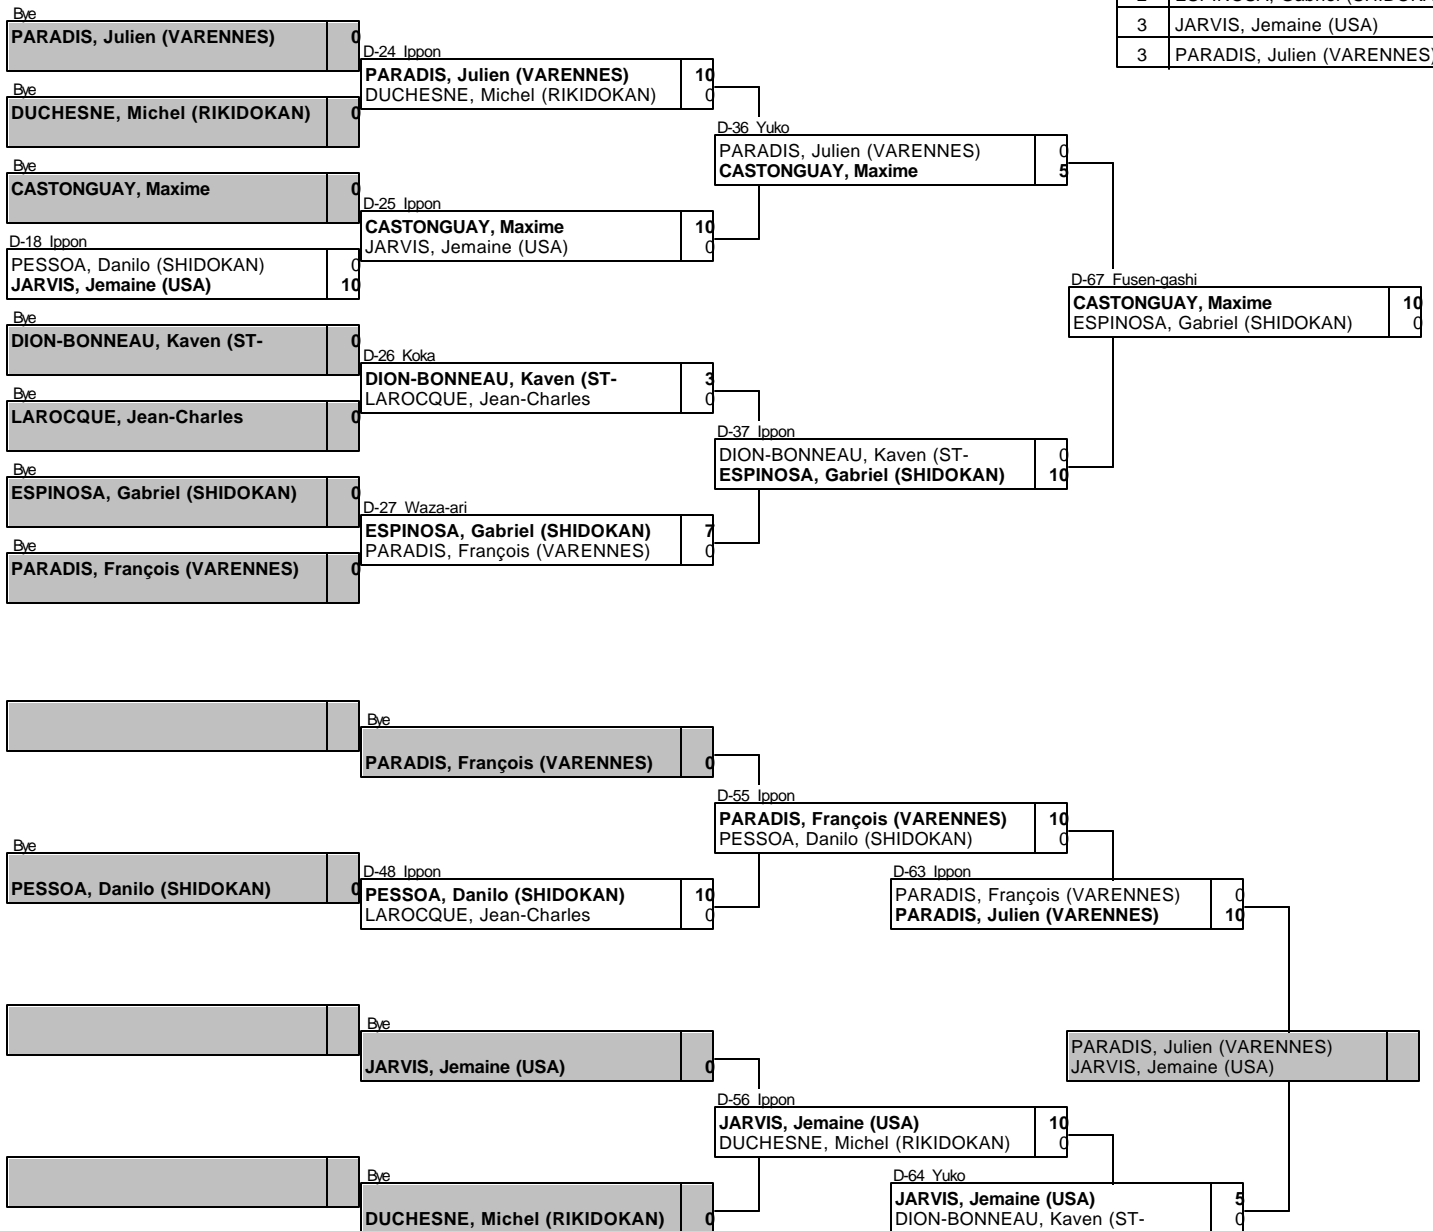 3 JARVIS, Jemaine (USA)
3 PARADIS, Julien (VARENNES)
Bye
PARADIS, Julien (VARENNES) 0
Bye
DUCHESNE, Michel (RIKIDOKAN) 0
Bye
CASTONGUAY, Maxime 0
D-18 Ippon
PESSOA, Danilo (SHIDOKAN) 0
JARVIS, Jemaine (USA) 10
Bye
DION-BONNEAU, Kaven (ST- 0
Bye
LAROCQUE, Jean-Charles 0
Bye
ESPINOSA, Gabriel (SHIDOKAN) 0
Bye
PARADIS, François (VARENNES) 0
D-24 Ippon
PARADIS, Julien (VARENNES) 10
DUCHESNE, Michel (RIKIDOKAN) 0
D-25 Ippon
CASTONGUAY, Maxime 10
JARVIS, Jemaine (USA) 0
D-26 Koka
DION-BONNEAU, Kaven (ST- 3
LAROCQUE, Jean-Charles 0
D-27 Waza-ari
ESPINOSA, Gabriel (SHIDOKAN) 7
PARADIS, François (VARENNES) 0
D-36 Yuko
PARADIS, Julien (VARENNES) 0
CASTONGUAY, Maxime 5
D-37 Ippon
DION-BONNEAU, Kaven (ST- 0
ESPINOSA, Gabriel (SHIDOKAN) 10
D-67 Fusen-gashi
CASTONGUAY, Maxime 10
ESPINOSA, Gabriel (SHIDOKAN) 0
Bye
PARADIS, François (VARENNES) 0
Bye
PESSOA, Danilo (SHIDOKAN) 0
D-48 Ippon
PESSOA, Danilo (SHIDOKAN) 10
LAROCQUE, Jean-Charles 0
D-55 Ippon
PARADIS, François (VARENNES) 10
PESSOA, Danilo (SHIDOKAN) 0
D-63 Ippon
PARADIS, François (VARENNES) 0
PARADIS, Julien (VARENNES) 10
Bye
JARVIS, Jemaine (USA) 0
Bye
DUCHESNE, Michel (RIKIDOKAN) 0
D-56 Ippon
JARVIS, Jemaine (USA) 10
DUCHESNE, Michel (RIKIDOKAN) 0
D-64 Yuko
JARVIS, Jemaine (USA) 5
DION-BONNEAU, Kaven (ST- 0
PARADIS, Julien (VARENNES)
JARVIS, Jemaine (USA)